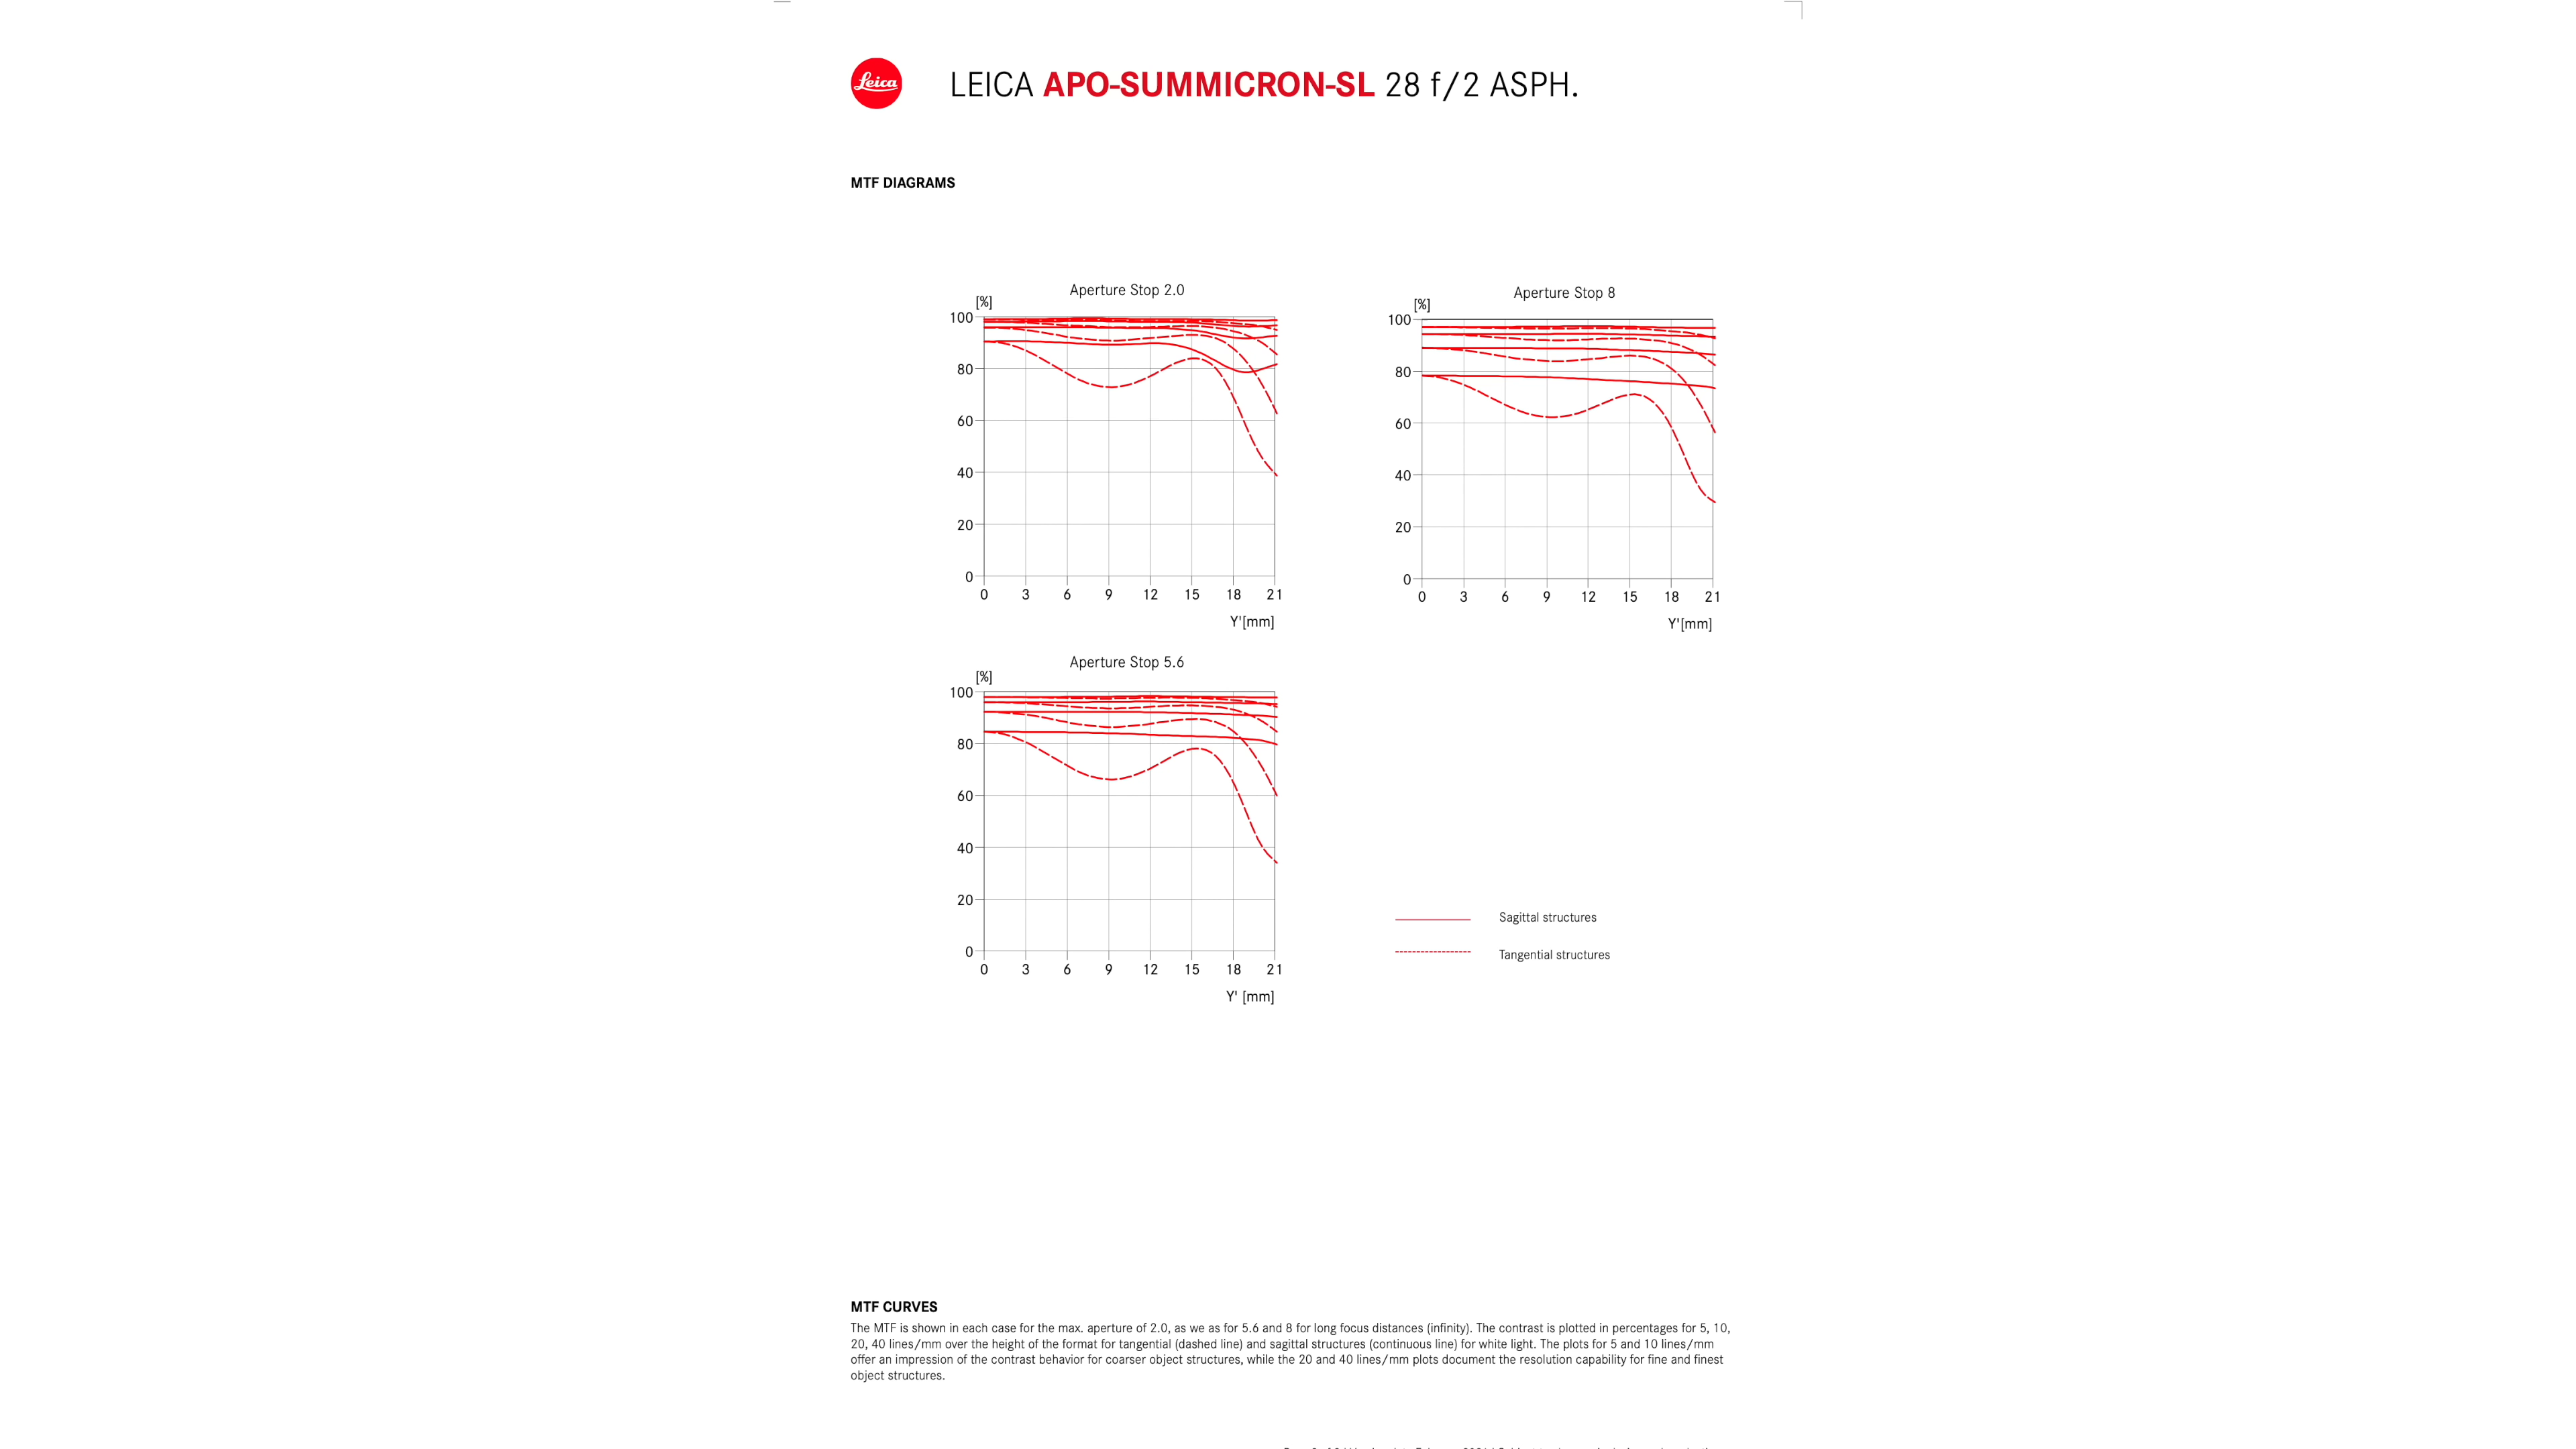 Leica
LEICA APO-SUMMICRON-SL 28 f/2 ASPH.
MTF DIAGRAMS
Aperture Stop 2.0
[%]
100
80
60
40
20
0
0 3 6 9 12 15 18 21
Y'[mm]
Aperture Stop 8
[%]
100
80
60
40
20
0
0 3 6 9 12 15 18 21
Y'[mm]
Aperture Stop 5.6
[%]
100
80
60
40
20
0
0 3 6 9 12 15 18 21
Y' [mm]
Sagittal structures
Tangential structures
MTF CURVES
The MTF is shown in each case for the max. aperture of 2.0, as we as for 5.6 and 8 for long focus distances (infinity). The contrast is plotted in percentages for 5, 10,
20, 40 lines/mm over the height of the format for tangential (dashed line) and sagittal structures (continuous line) for white light. The plots for 5 and 10 lines/mm
offer an impression of the contrast behavior for coarser object structures, while the 20 and 40 lines/mm plots document the resolution capability for fine and finest
object structures.